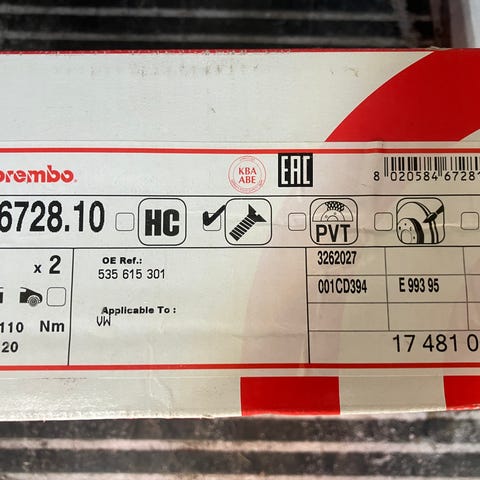 brembo.
KBA
ABE
EAC
8 020584 67281
6728.10
HC
PVT
x 2
OE Ref.:
535 615 301
3262027
001CD394 E 993 95
110 Nm
Applicable To :
VW
20
17 481 0